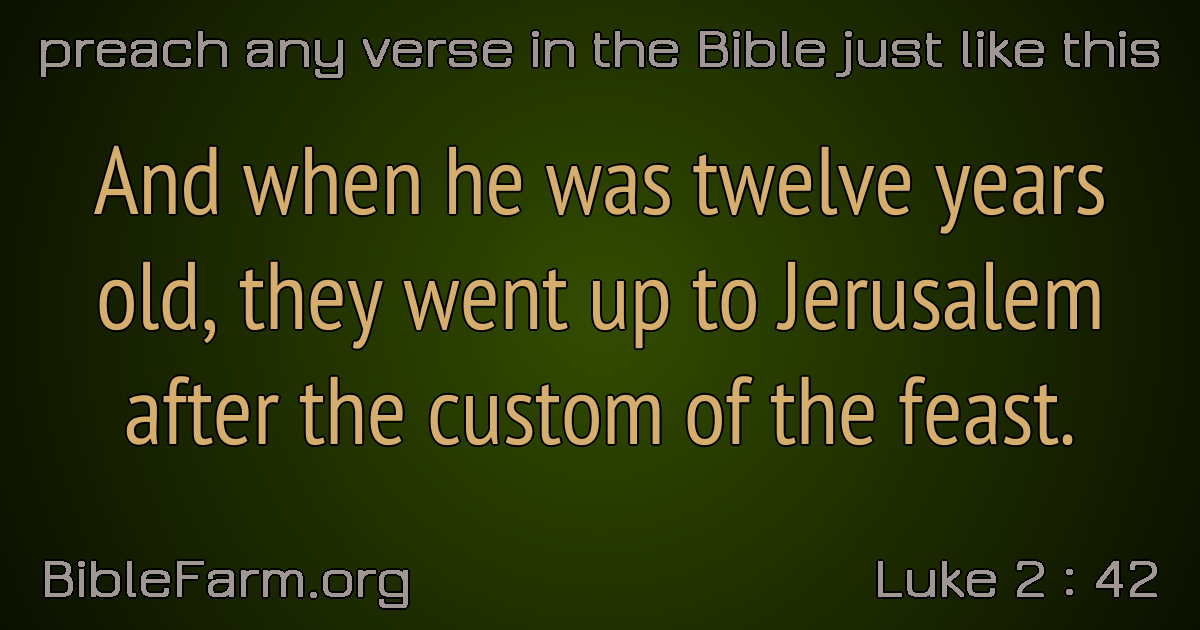 preach any verse in the Bible just like this
And when he was twelve years
old, they went up to Jerusalem
after the custom of the feast.
BibleFarm.org
Luke 2 : 42